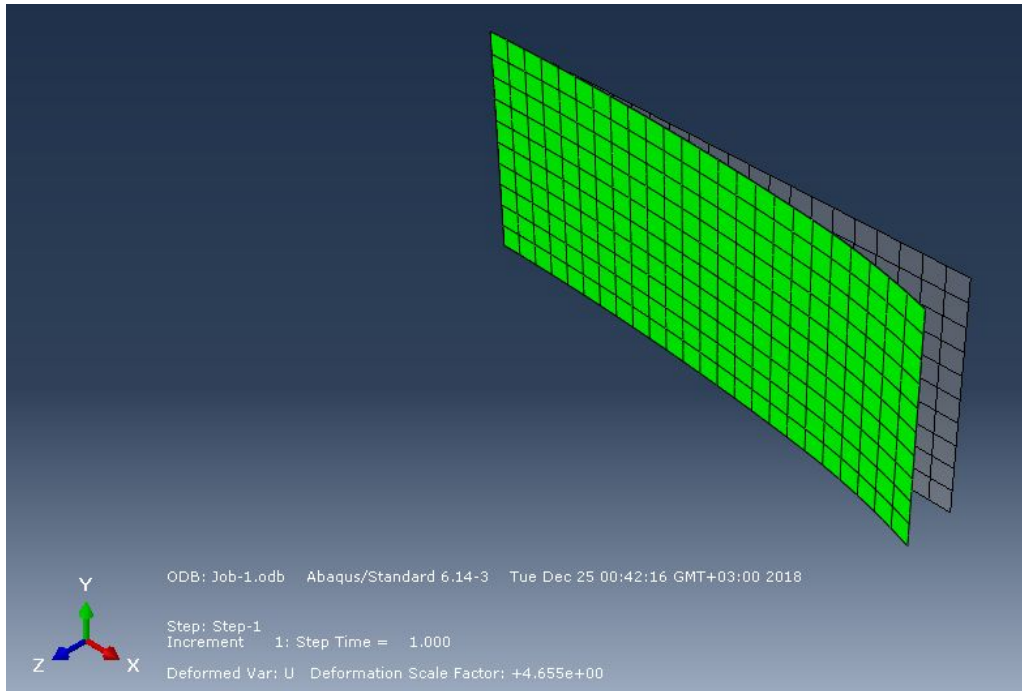 ODB: Job-1.odb    Abaqus/Standard 6.14-3    Tue Dec 25 00:42:16 GMT+03:00 2018
Y
Step: Step-1
Increment      1: Step Time =    1.000
Z
X
Deformed Var: U    Deformation Scale Factor: +4.655e+00